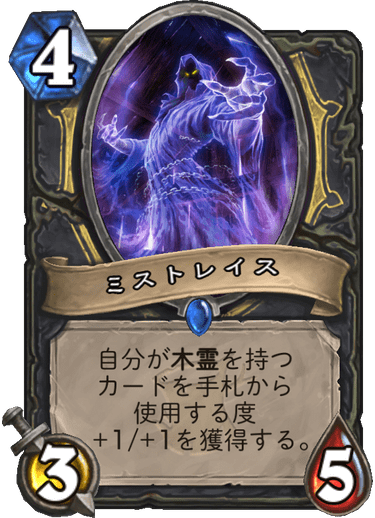 4
ミストレイス
自分が木霊を持つ
カードを手札から
使用する度
+1/+1を獲得する。
3
5